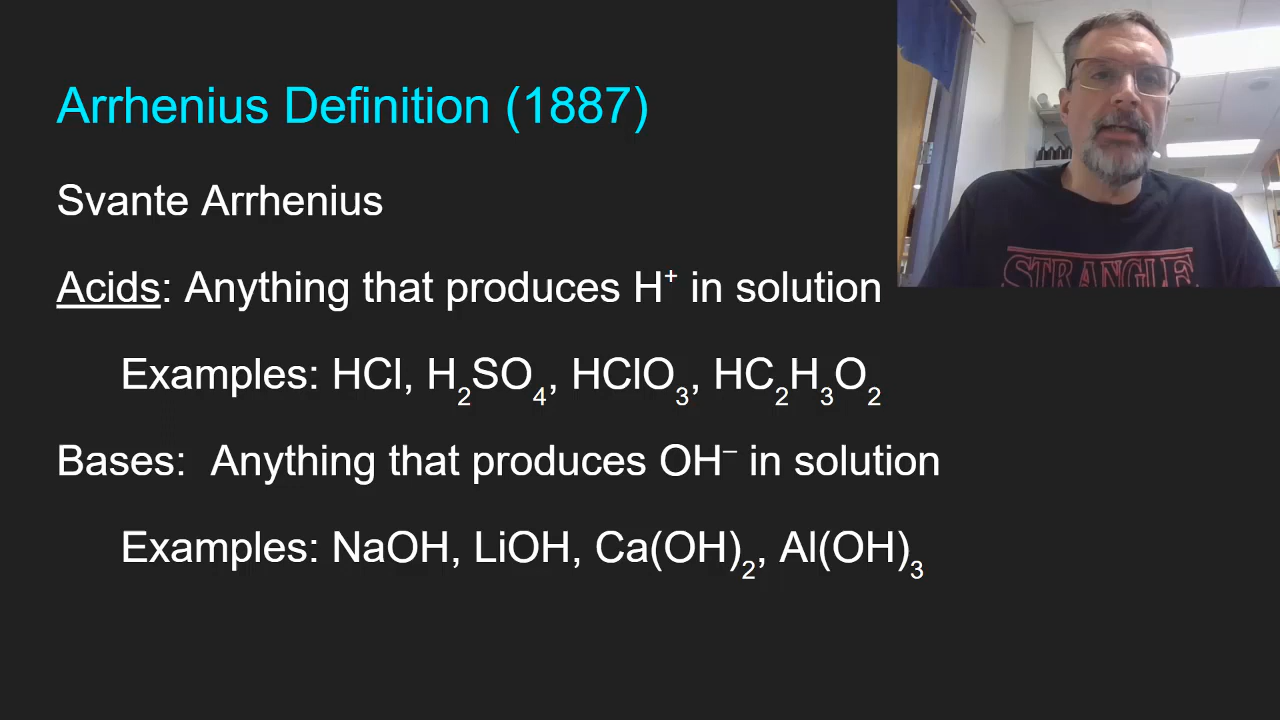 Arrhenius Definition (1887)
Svante Arrhenius
Acids: Anything that produces H⁺ in solution
Examples: HCl, H₂SO₄, HClO₃, HC₂H₃O₂
Bases: Anything that produces OH⁻ in solution
Examples: NaOH, LiOH, Ca(OH)₂, Al(OH)₃
STRANGLE